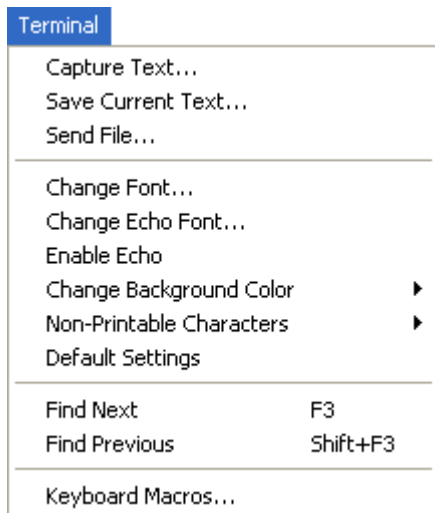 Terminal
Capture Text...
Save Current Text...
Send File...
Change Font...
Change Echo Font...
Enable Echo
Change Background Color
Non-Printable Characters
Default Settings
Find Next F3
Find Previous Shift+F3
Keyboard Macros...